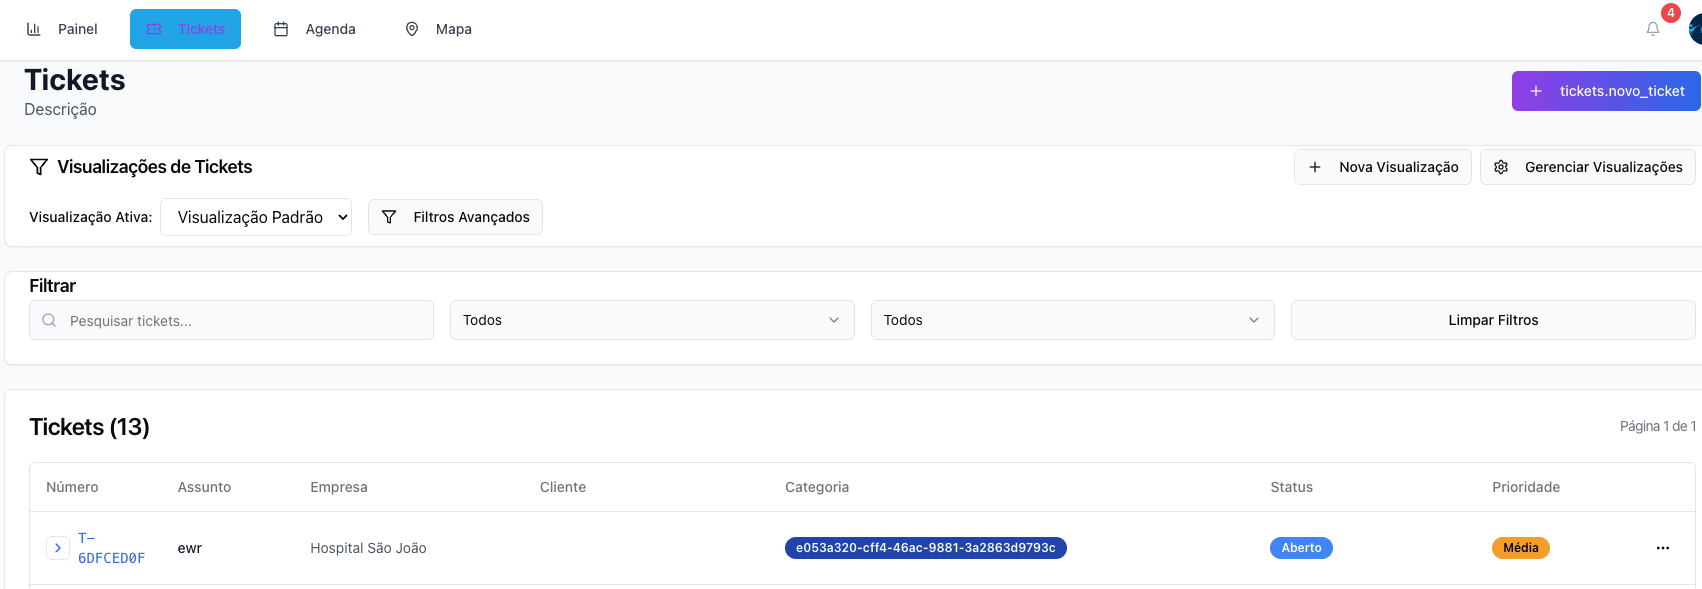 Painel Tickets Agenda Mapa 4
Tickets
Descrição
tickets.novo_ticket
Visualizações de Tickets
Nova Visualização Gerenciar Visualizações
Visualização Ativa: Visualização Padrão Filtros Avançados
Filtrar
Pesquisar tickets... Todos Todos Limpar Filtros
Tickets (13)
Página 1 de 1
Número Assunto Empresa Cliente Categoria Status Prioridade
T-
6DFCED0F ewr Hospital São João e053a320-cff4-46ac-9881-3a2863d9793c Aberto Média